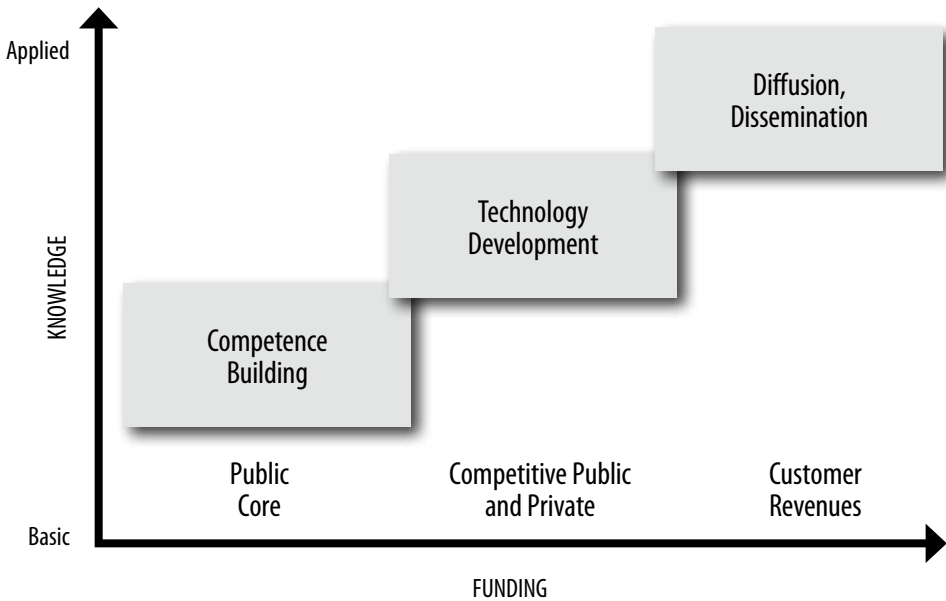 Applied
Diffusion,
Dissemination
Technology
Development
KNOWLEDGE
Competence
Building
Public
Core
Competitive Public
and Private
Customer
Revenues
Basic
FUNDING